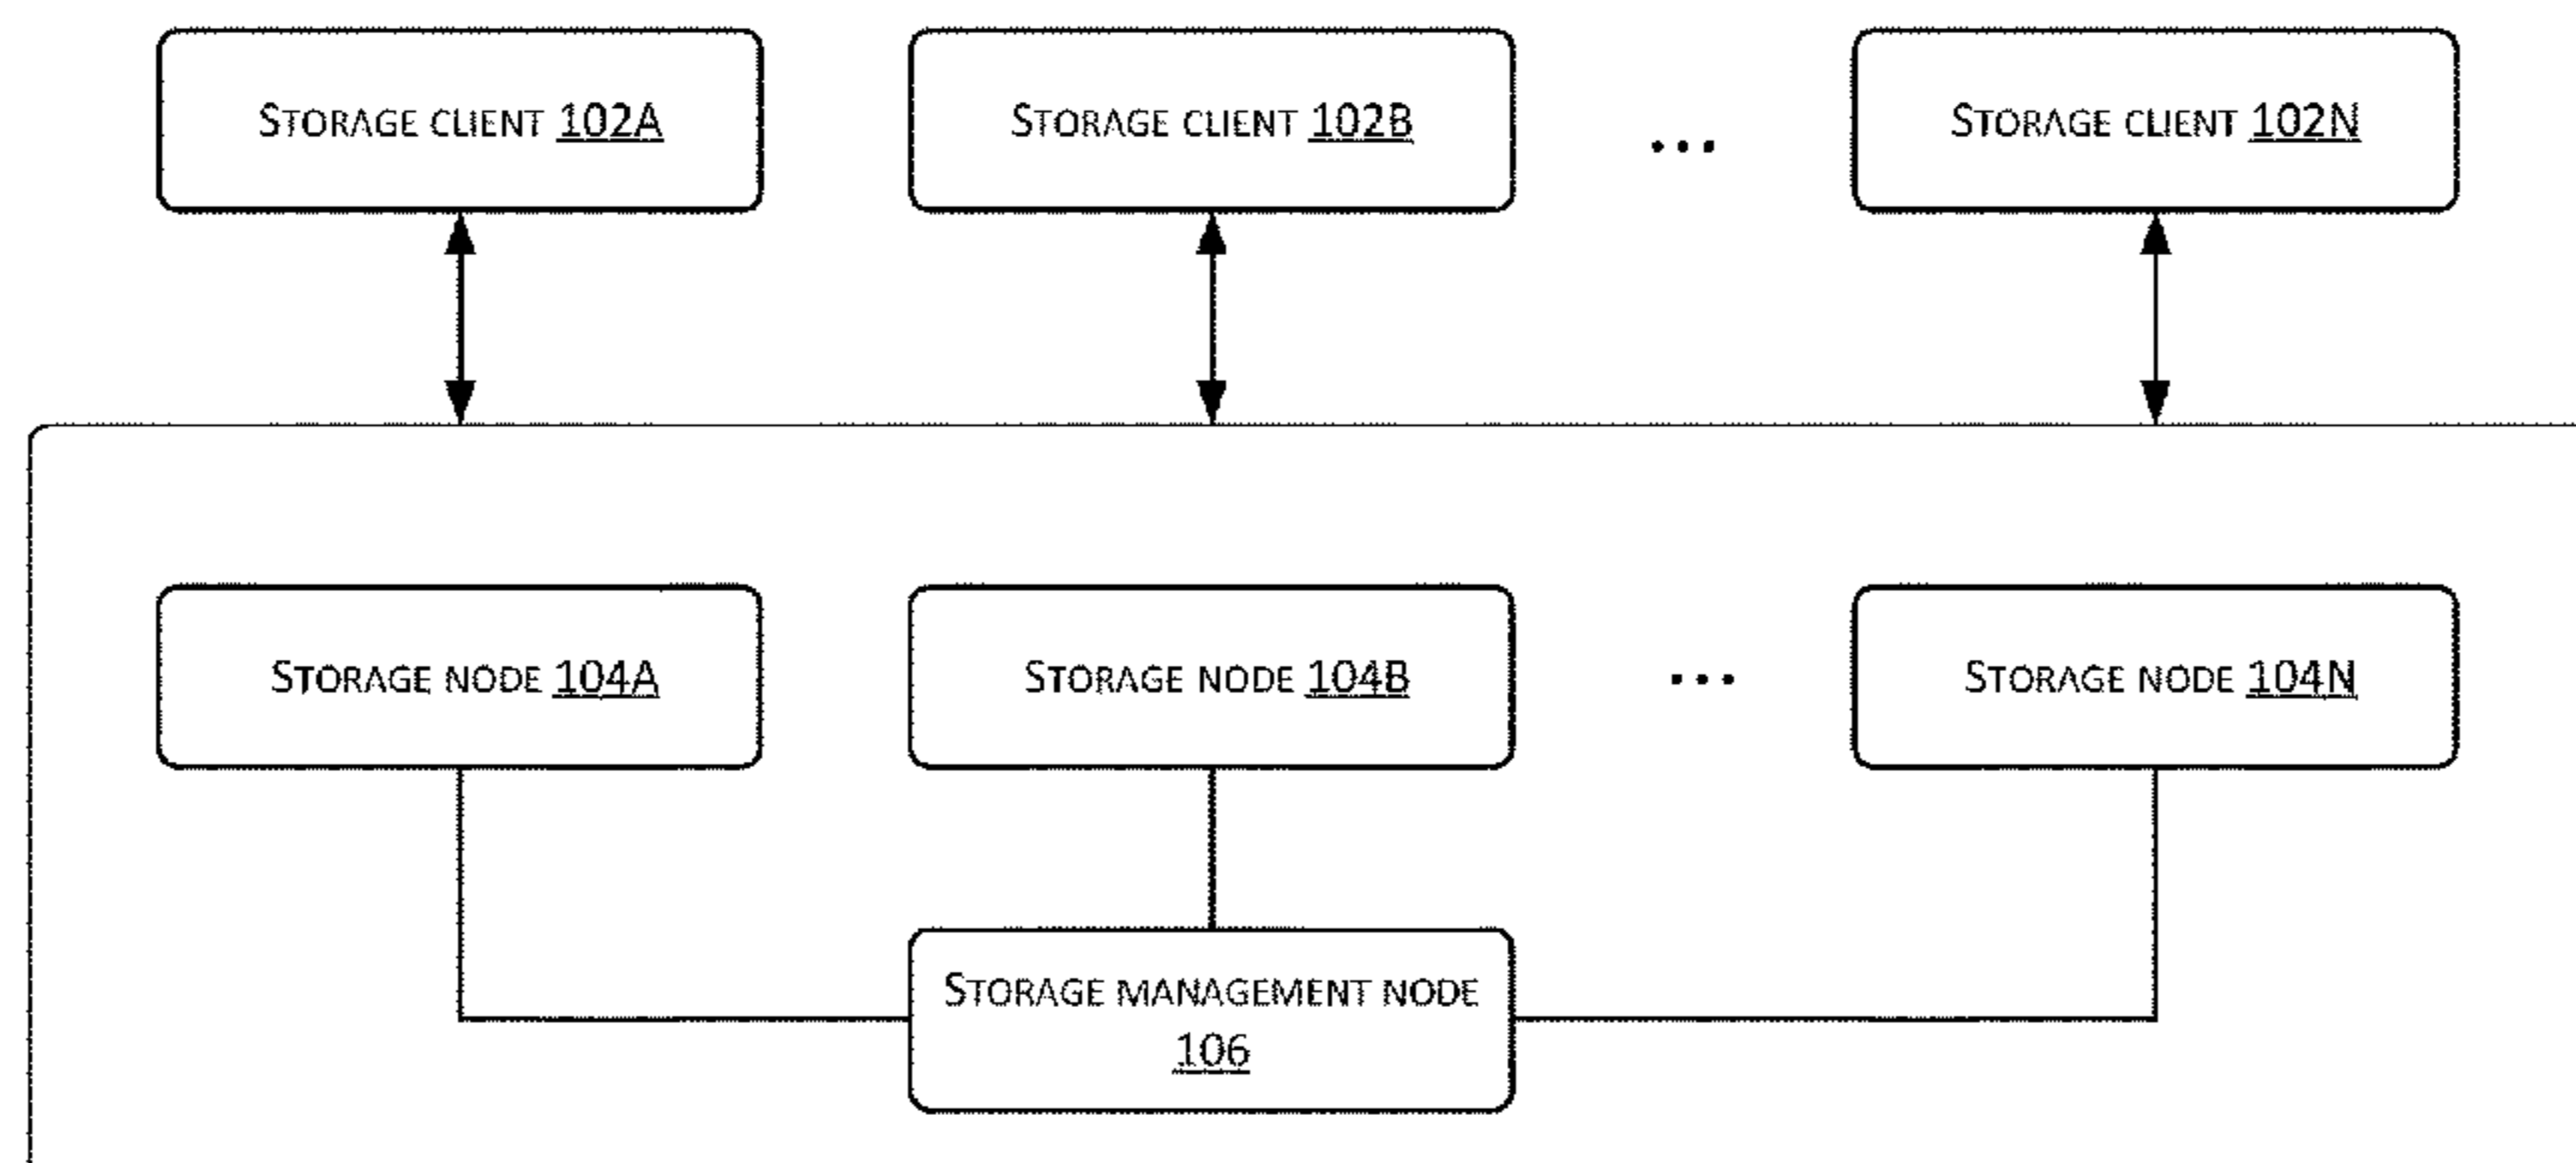 STORAGE CLIENT 102A
STORAGE CLIENT 102B
...
STORAGE CLIENT 102N
STORAGE NODE 104A
STORAGE NODE 104B
...
STORAGE NODE 104N
STORAGE MANAGEMENT NODE
106